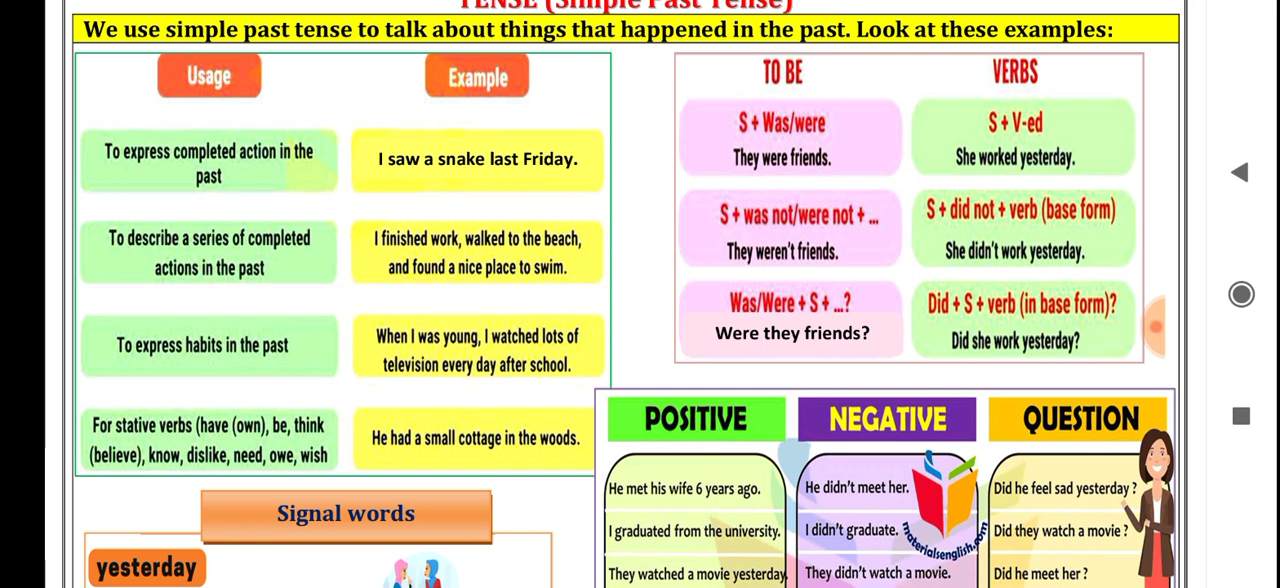 TENSE (Simple Past Tense)
We use simple past tense to talk about things that happened in the past. Look at these examples:
Usage
Example
To express completed action in the
past
I saw a snake last Friday.
To describe a series of completed
actions in the past
I finished work, walked to the beach,
and found a nice place to swim.
To express habits in the past
When I was young, I watched lots of
television every day after school.
For stative verbs (have (own), be, think
(believe), know, dislike, need, owe, wish
He had a small cottage in the woods.
TO BE
VERBS
S + Was/were
They were friends.
S + V-ed
She worked yesterday.
S + was not/were not + ...
They weren't friends.
S + did not + verb (base form)
She didn't work yesterday.
Was/Were + S + ...?
Were they friends?
Did + S + verb (in base form)?
Did she work yesterday?
POSITIVE
NEGATIVE
QUESTION
He met his wife 6 years ago.
He didn't meet her.
Did he feel sad yesterday ?
I graduated from the university.
I didn't graduate.
Did they watch a movie ?
They watched a movie yesterday
They didn't watch a movie.
Did he meet her ?
materialsenglish.com
Signal words
yesterday